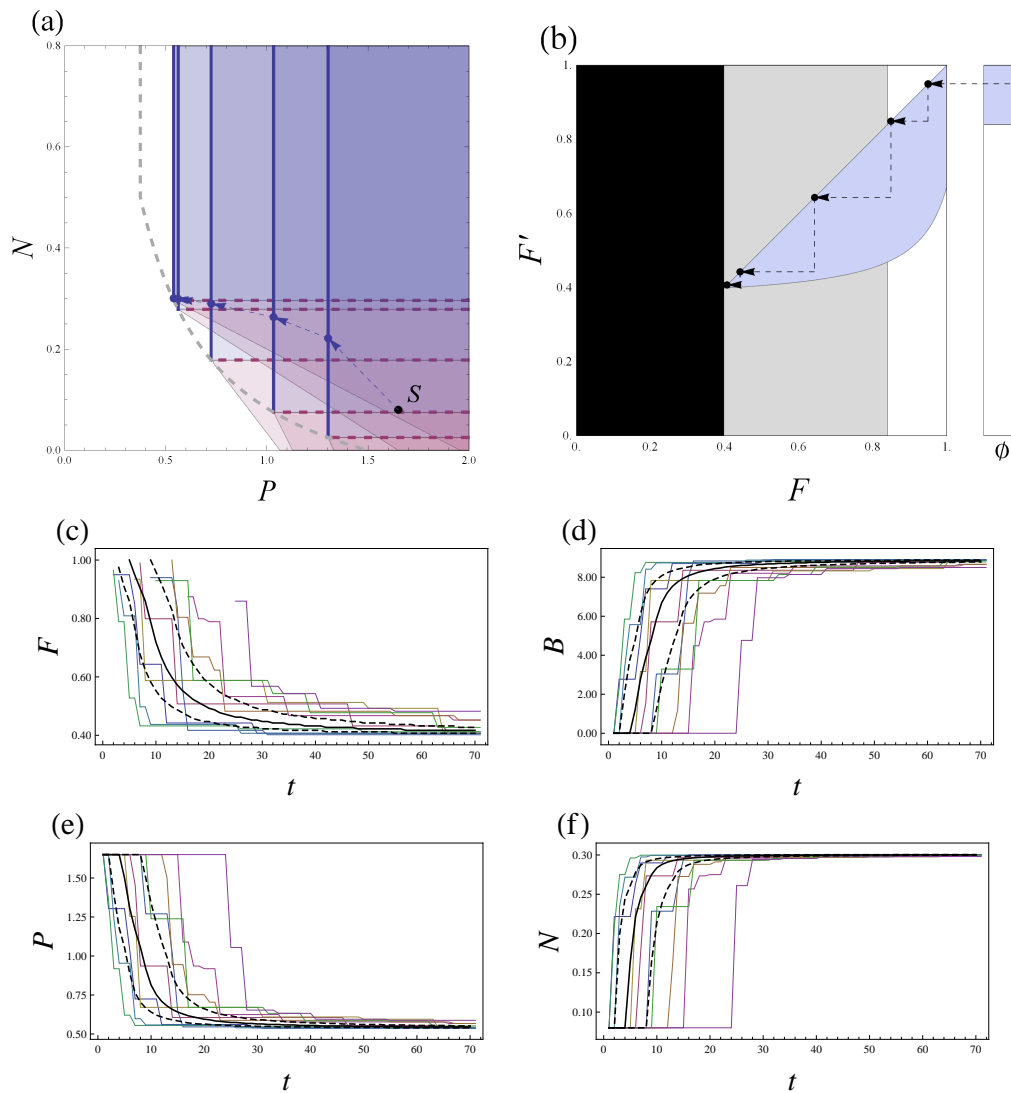 (a)
0.8
0.6
0.4
0.2
0.0
N
S
0.0 0.5 1.0 1.5 2.0
P
(b)
1.
0.8
0.6
0.4
0.2
0.
F'
0. 0.2 0.4 0.6 0.8 1.
ϕ
F
(c)
1.00
0.80
0.60
0.40
F
0 10 20 30 40 50 60 70
t
(d)
8.00
6.00
4.00
2.00
0.00
B
0 10 20 30 40 50 60 70
t
(e)
1.50
1.25
1.00
0.75
0.50
P
0 10 20 30 40 50 60 70
t
(f)
0.30
0.25
0.20
0.15
0.10
N
0 10 20 30 40 50 60 70
t